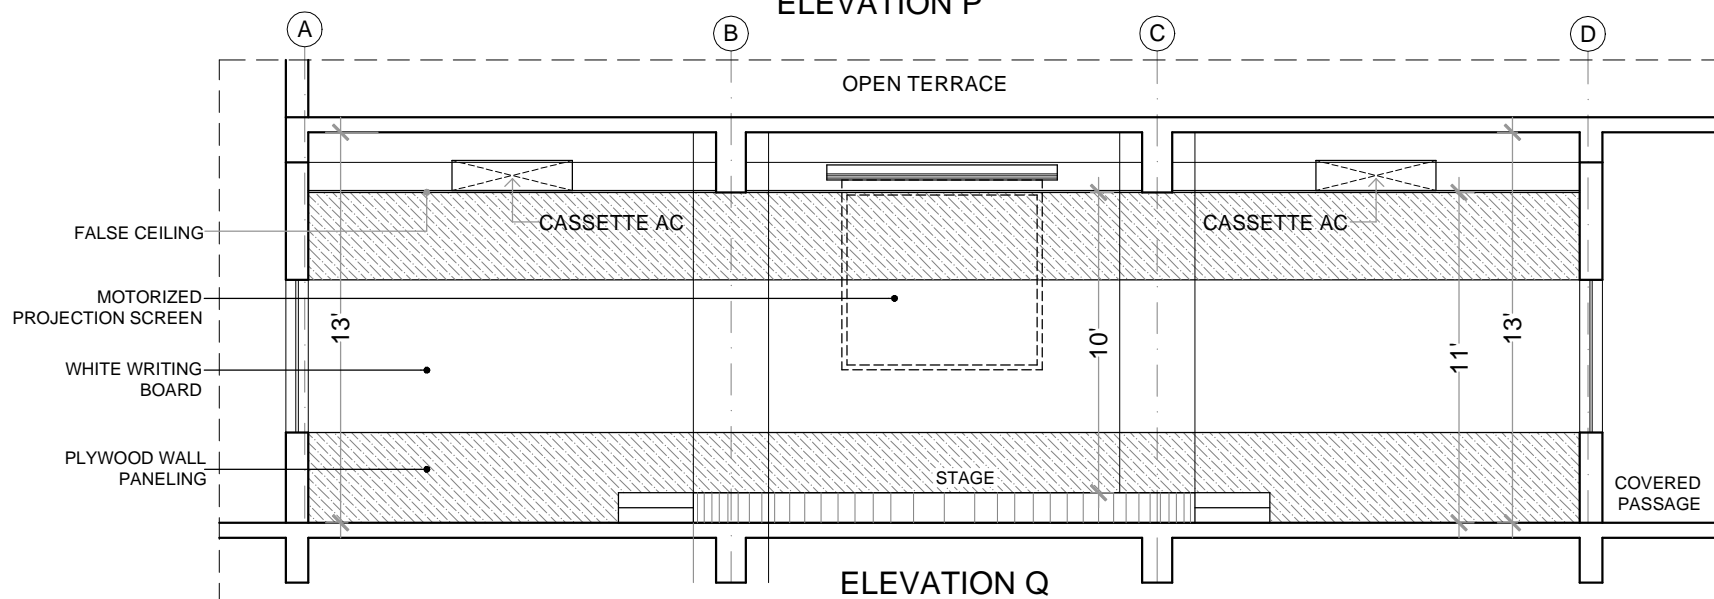 ELEVATION P
A
B
C
D
OPEN TERRACE
CASSETTE AC
CASSETTE AC
FALSE CEILING
MOTORIZED
PROJECTION SCREEN
13'
10'
11'
13'
WHITE WRITING
BOARD
PLYWOOD WALL
PANELING
STAGE
COVERED
PASSAGE
ELEVATION Q